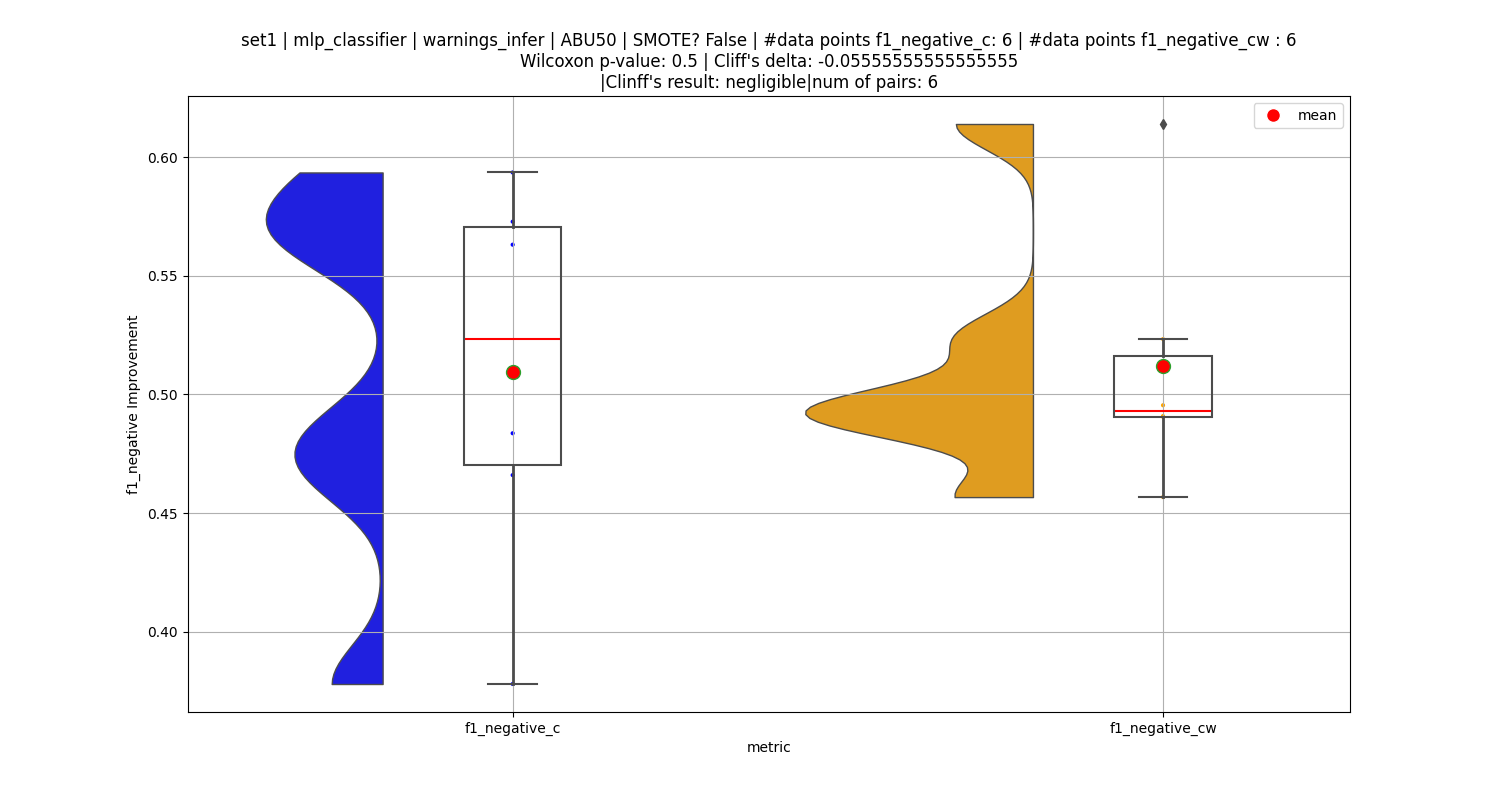 set1 | mlp_classifier | warnings_infer | ABU50 | SMOTE? False | #data points f1_negative_c: 6 | #data points f1_negative_cw : 6
Wilcoxon p-value: 0.5 | Cliff's delta: -0.05555555555555555
|Clinff's result: negligible|num of pairs: 6
mean
0.60
0.55
0.50
0.45
0.40
f1_negative Improvement
f1_negative_c
f1_negative_cw
metric